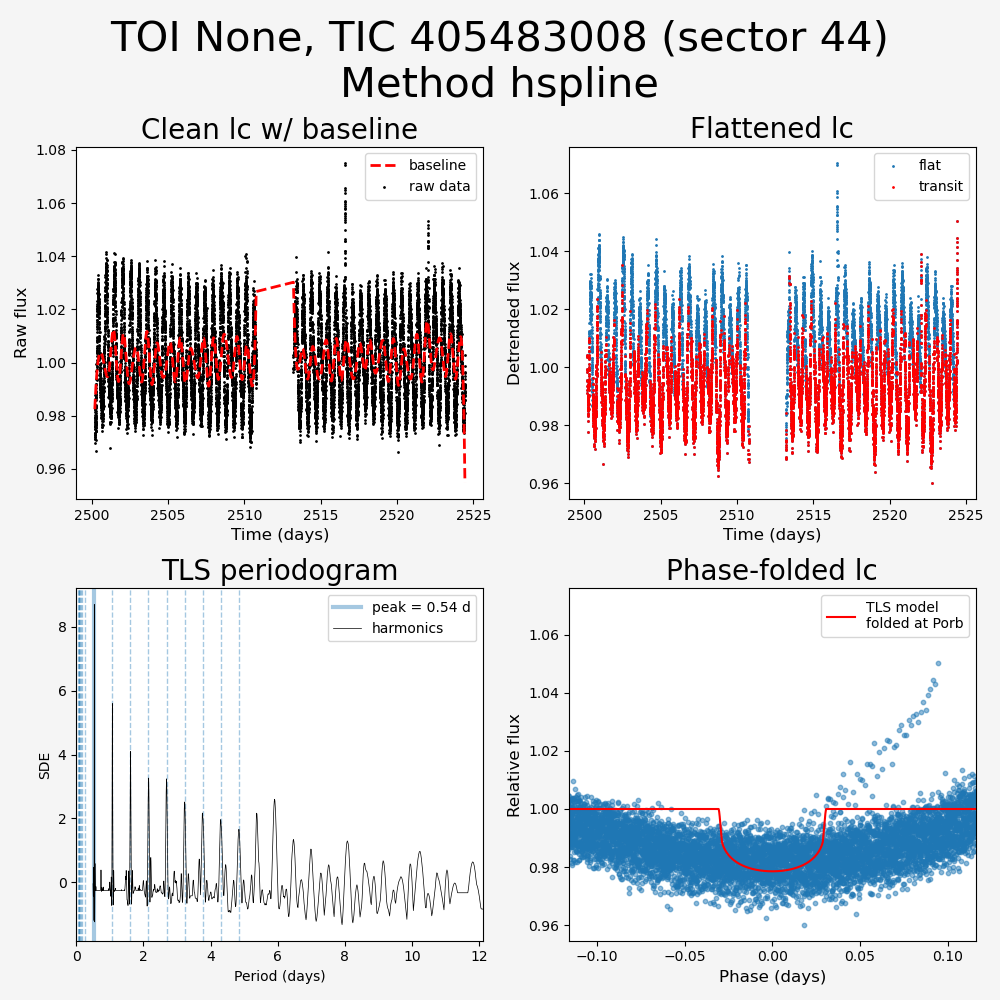 TOI None, TIC 405483008 (sector 44)
Method hspline
Clean lc w/ baseline
Flattened lc
1.08
1.06
1.04
1.02
1.00
0.98
0.96
Raw flux
baseline
raw data
2500
2505
2510
2515
2520
2525
Time (days)
1.06
1.04
1.02
1.00
0.98
0.96
Detrended flux
flat
transit
2500
2505
2510
2515
2520
2525
Time (days)
TLS periodogram
Phase-folded lc
8
6
4
2
0
SDE
peak = 0.54 d
harmonics
0
2
4
6
8
10
12
Period (days)
1.06
1.04
1.02
1.00
0.98
0.96
Relative flux
TLS model
folded at Porb
−0.10
−0.05
0.00
0.05
0.10
Phase (days)